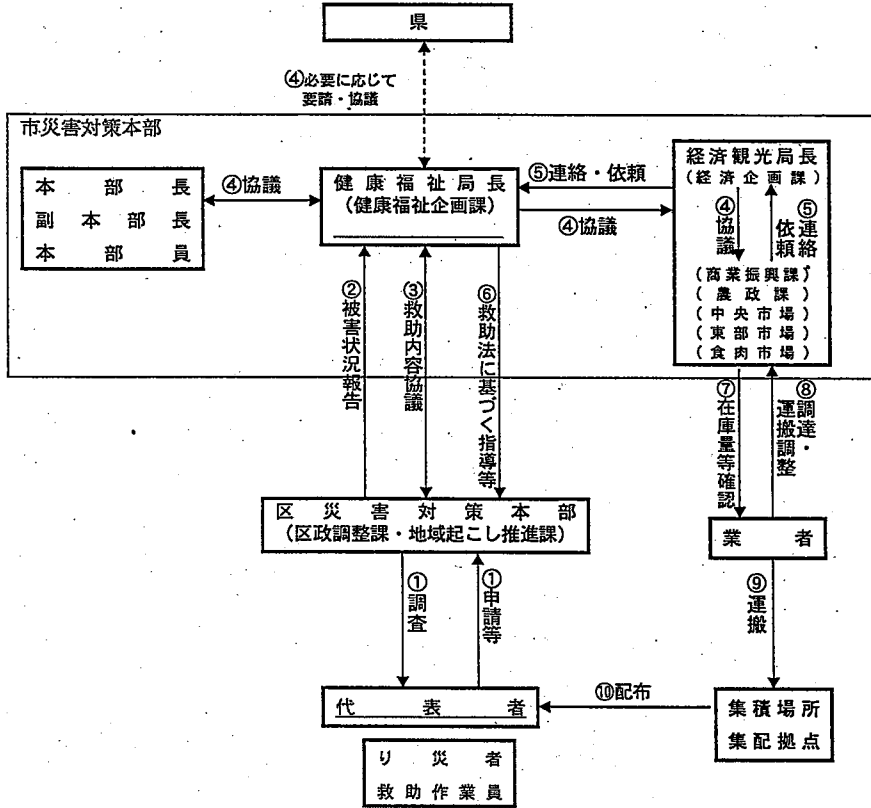 県
④必要に応じて
要請・協議
市災害対策本部
本部長
副本部長
本部員
④協議
健康福祉局長
(健康福祉企画課)
⑤連絡・依頼
④協議
経済観光局長
(経済企画課)
④協議
⑤連絡
依頼
(商業振興課)
(農政課)
(中央市場)
(東部市場)
(食肉市場)
②被害状況報告
③救助内容協議
⑥救助法に基づく指導等
⑦在庫量等確認
⑧調達・
運搬調整
区災害対策本部
(区政調整課・地域起こし推進課)
業者
①調査
①申請等
⑨運搬
代表者
⑩配布
集積場所
集配拠点
り災者
救助作業員